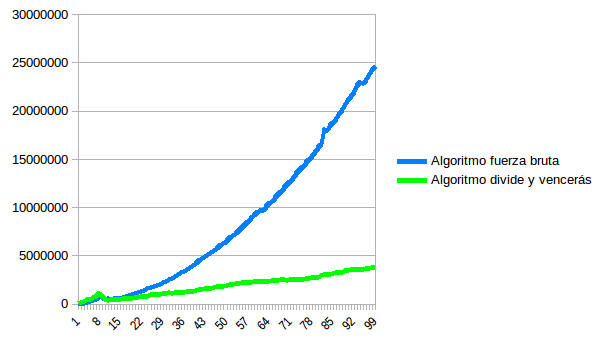 30000000
25000000
20000000
15000000
10000000
5000000
0
1 8 15 22 29 36 43 50 57 64 71 78 85 92 99
Algoritmo fuerza bruta
Algoritmo divide y vencerás